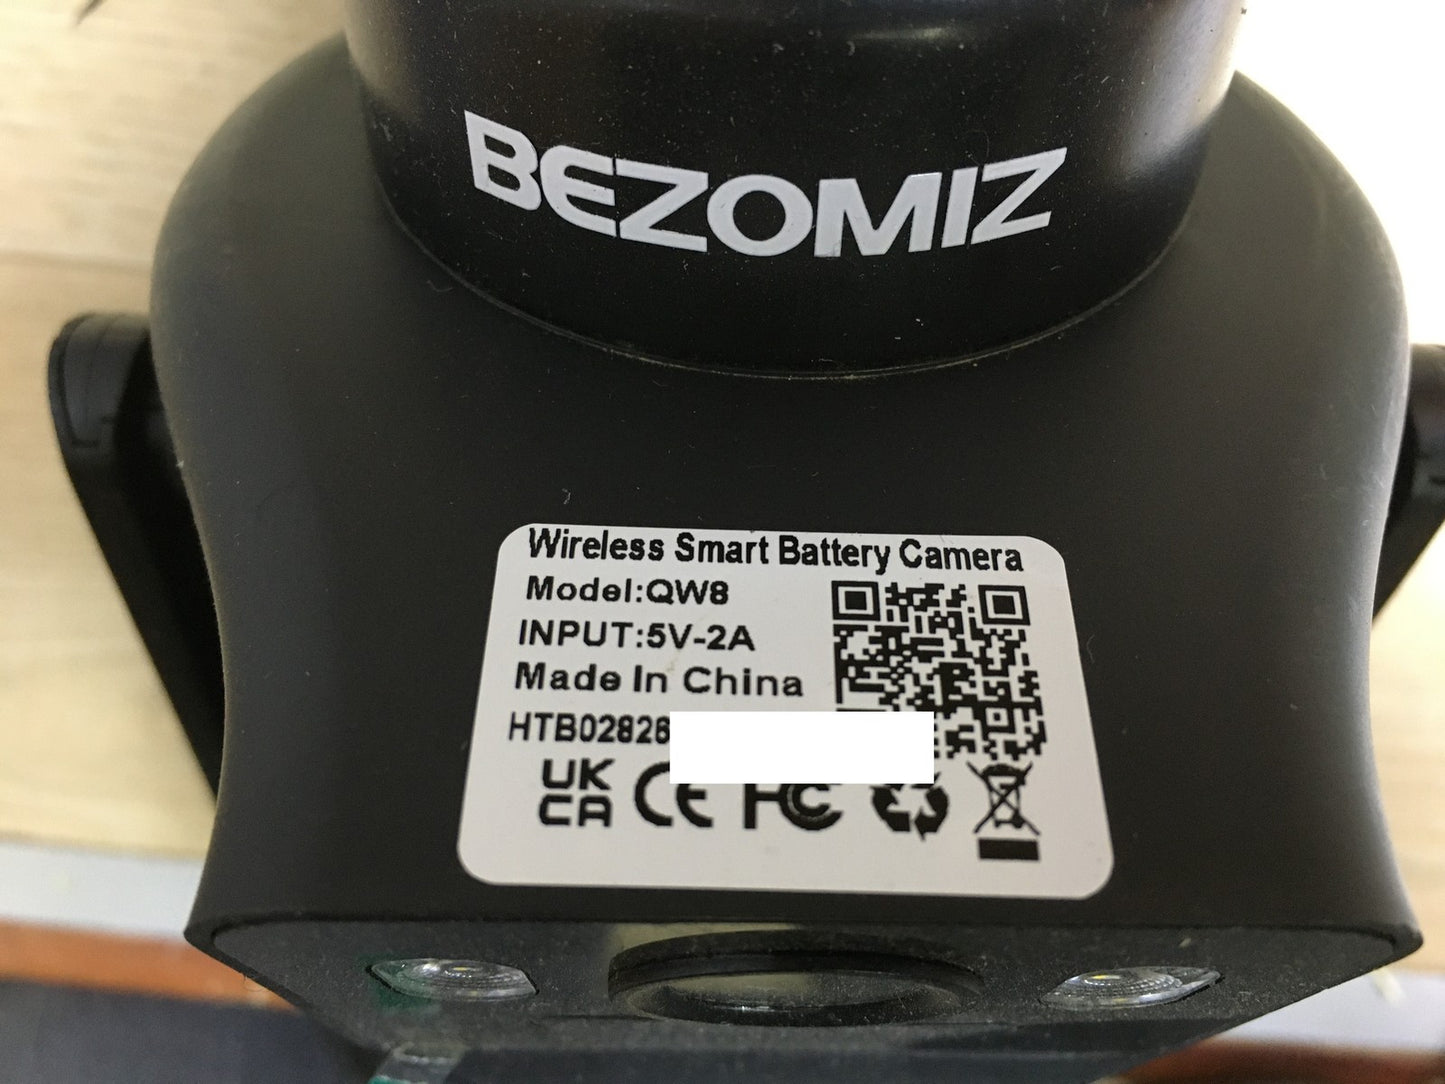 BEZOMIZ
Wireless Smart Battery Camera
Model:QW8
INPUT:5V-2A
Made In China
HTB02826
UK
CA CE FC